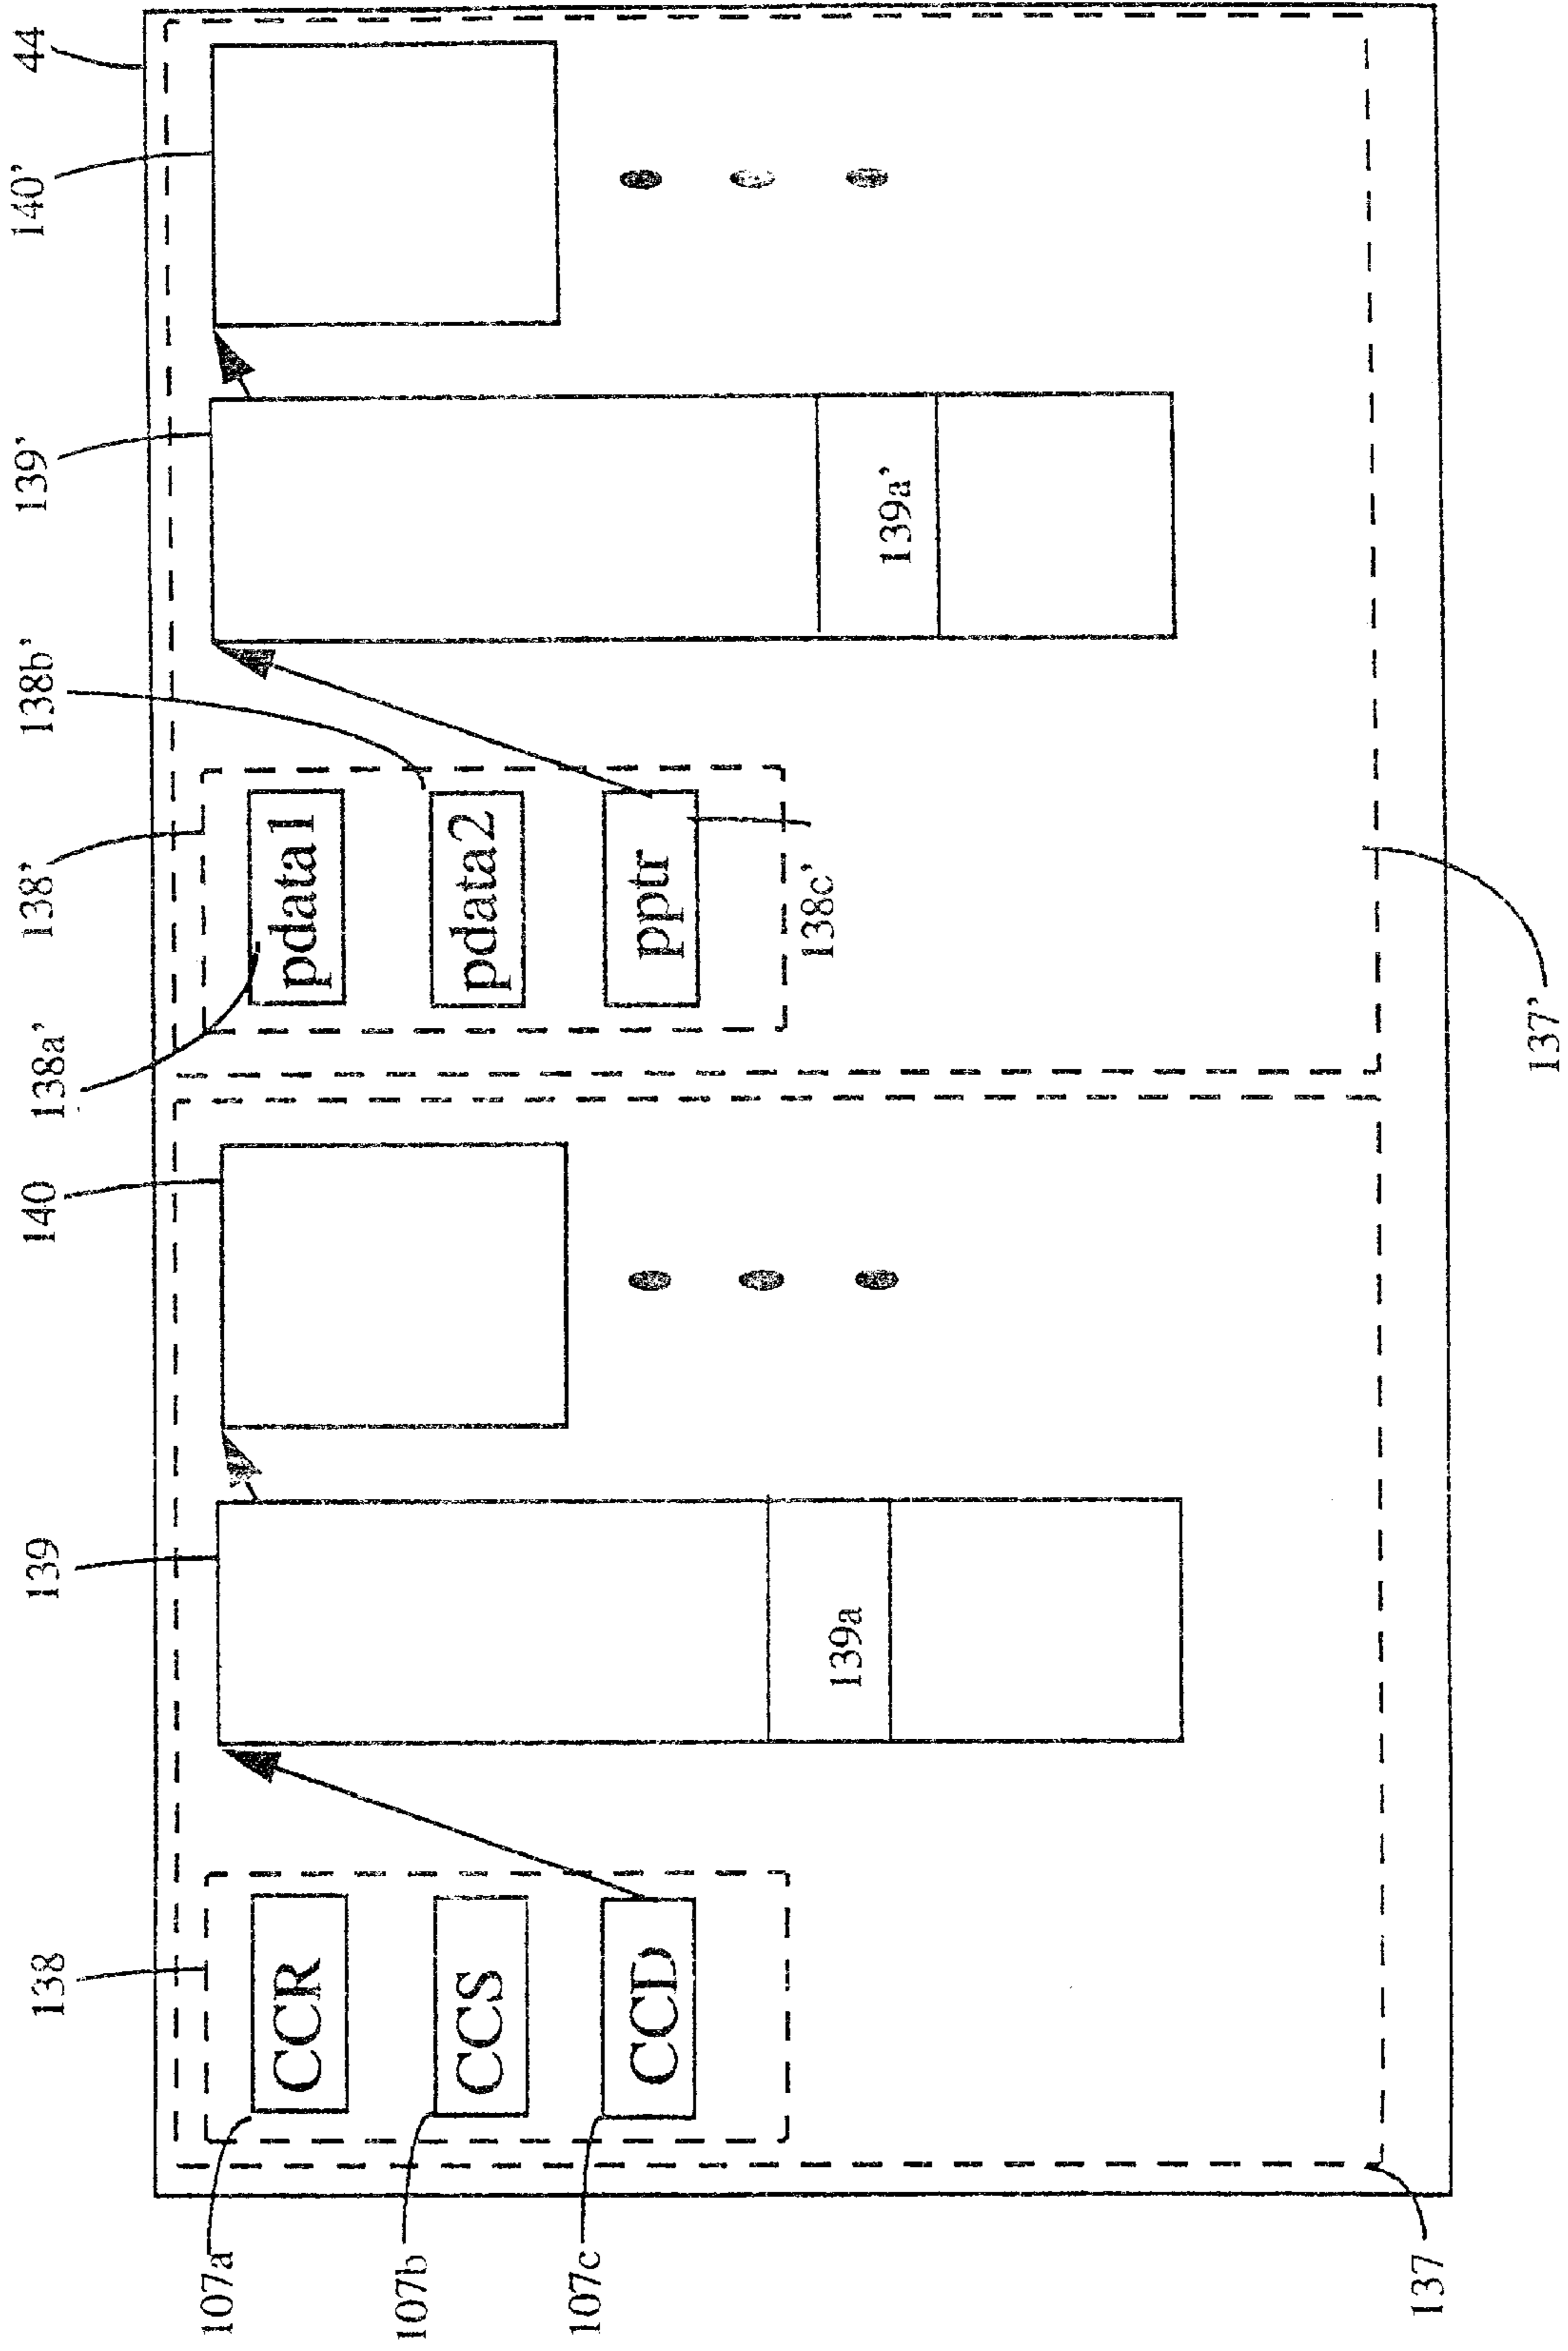 44
140'
139'
138b'
138'
138a'
140
139
138
pdata1
pdata2
pptr
138c'
139a'
139a
CCR
CCS
CCD
107a
107b
107c
137
137'